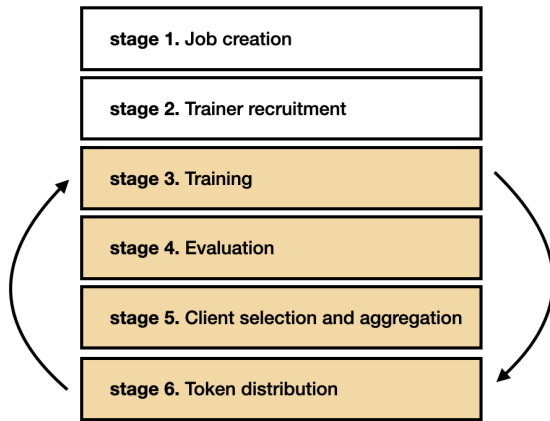 stage 1. Job creation
stage 2. Trainer recruitment
stage 3. Training
stage 4. Evaluation
stage 5. Client selection and aggregation
stage 6. Token distribution